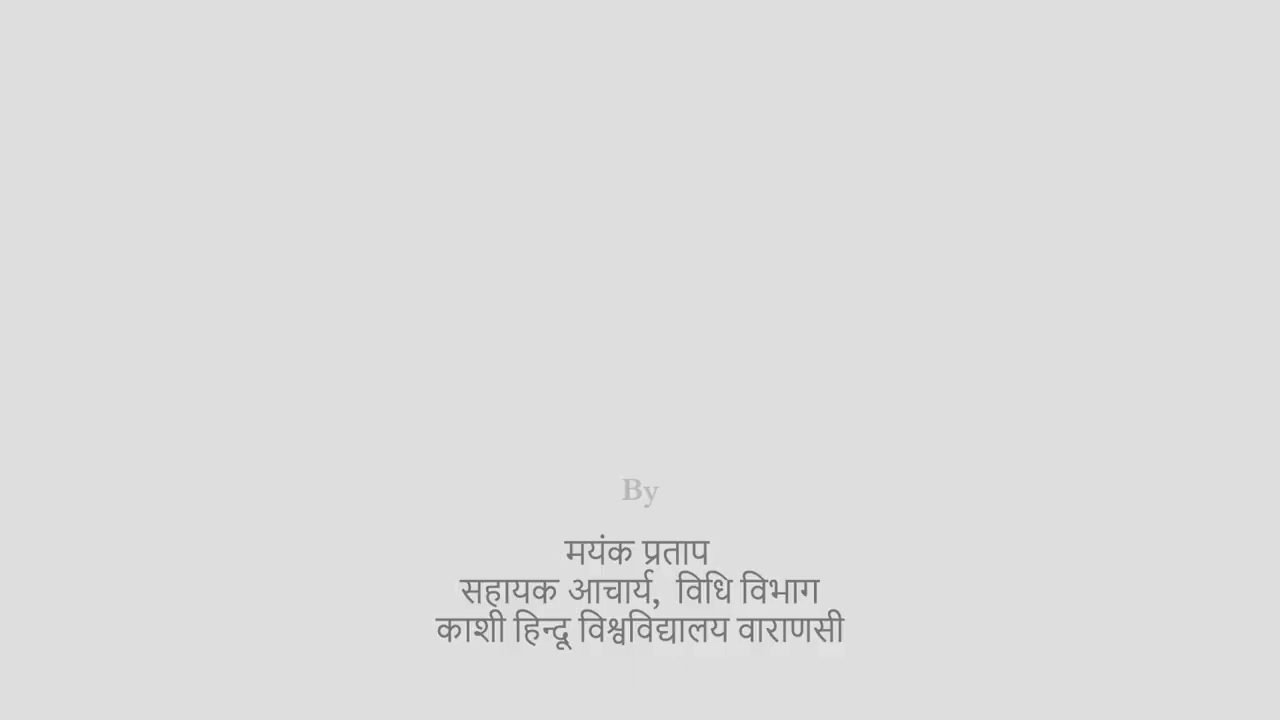 By
मयंक प्रताप
सहायक आचार्य, विधि विभाग
काशी हिन्दू विश्वविद्यालय वाराणसी